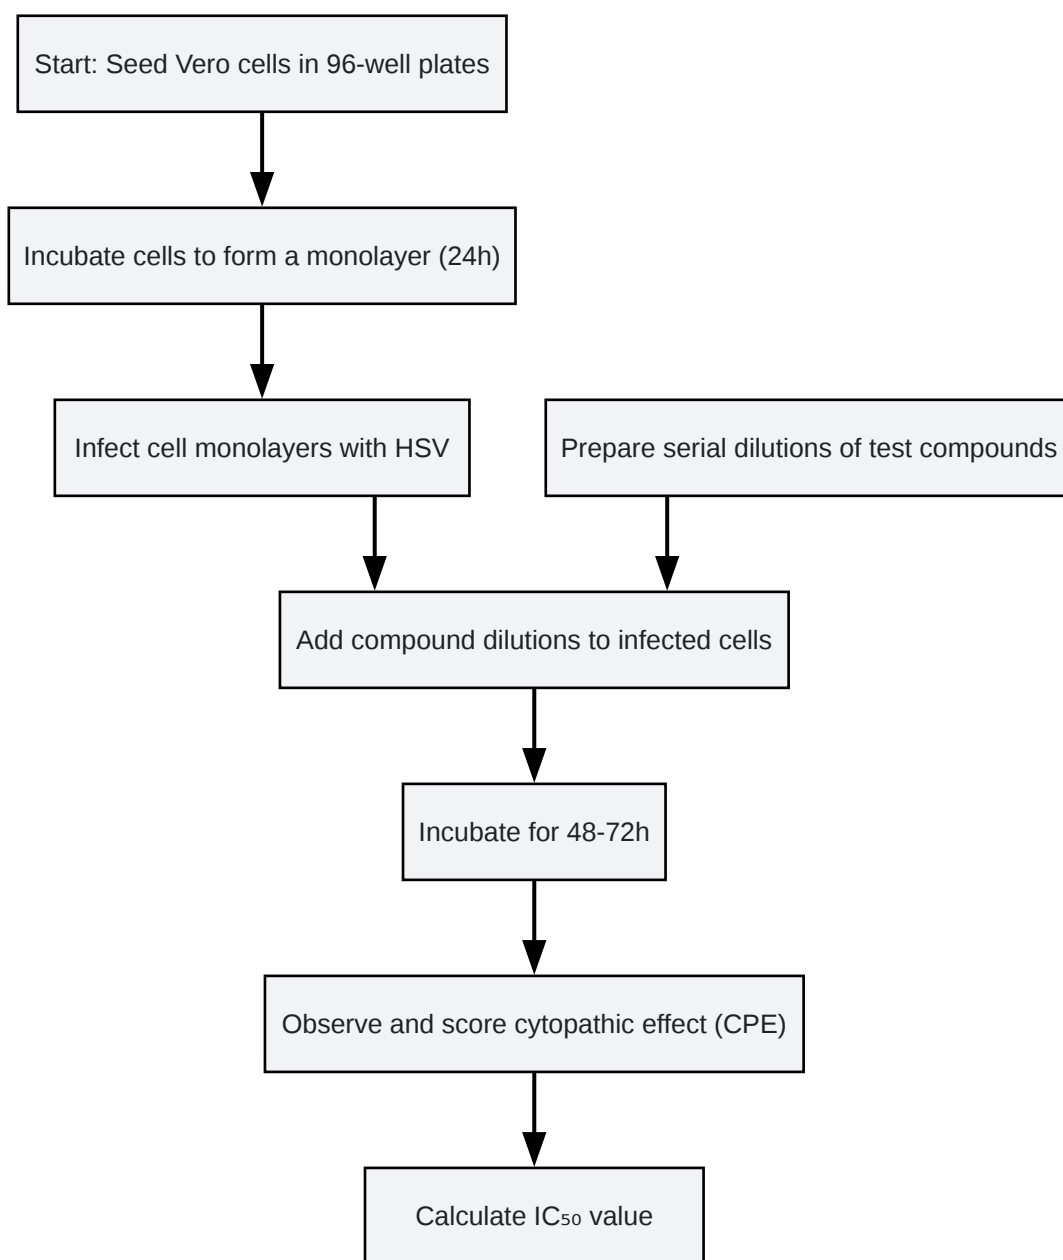 Start: Seed Vero cells in 96-well plates
Incubate cells to form a monolayer (24h)
Infect cell monolayers with HSV
Prepare serial dilutions of test compounds
Add compound dilutions to infected cells
Incubate for 48-72h
Observe and score cytopathic effect (CPE)
Calculate IC₅₀ value